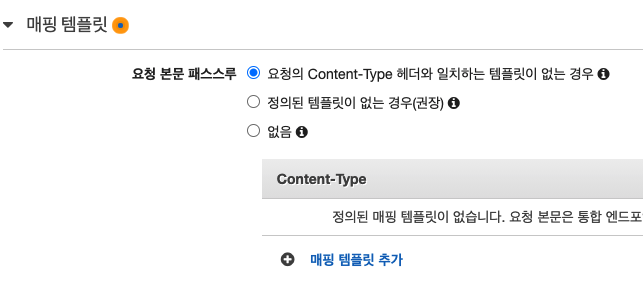 매핑 템플릿
요청 본문 패스스루 요청의 Content-Type 헤더와 일치하는 템플릿이 없는 경우
정의된 템플릿이 없는 경우(권장)
없음
Content-Type
정의된 매핑 템플릿이 없습니다. 요청 본문은 통합 엔드포
매핑 템플릿 추가